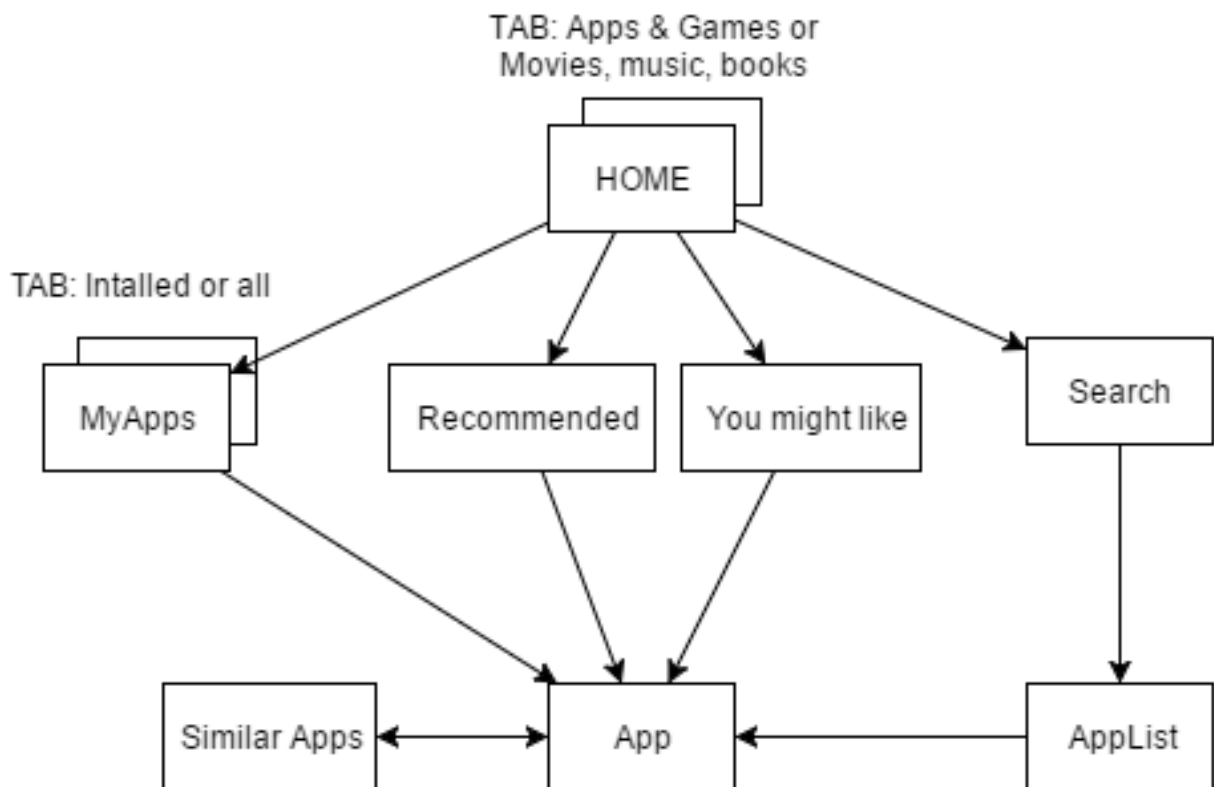 TAB: Apps & Games or
Movies, music, books
HOME
TAB: Intalled or all
MyApps
Recommended
You might like
Search
Similar Apps
App
AppList